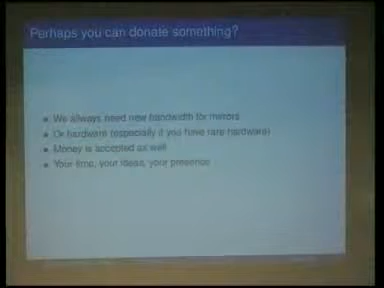 Perhaps you can donate something?
We allways need new bandwidth for mirrors
Or hardware (especially if you have rare hardware)
Money is accepted as well
Your time, your ideas, your presence